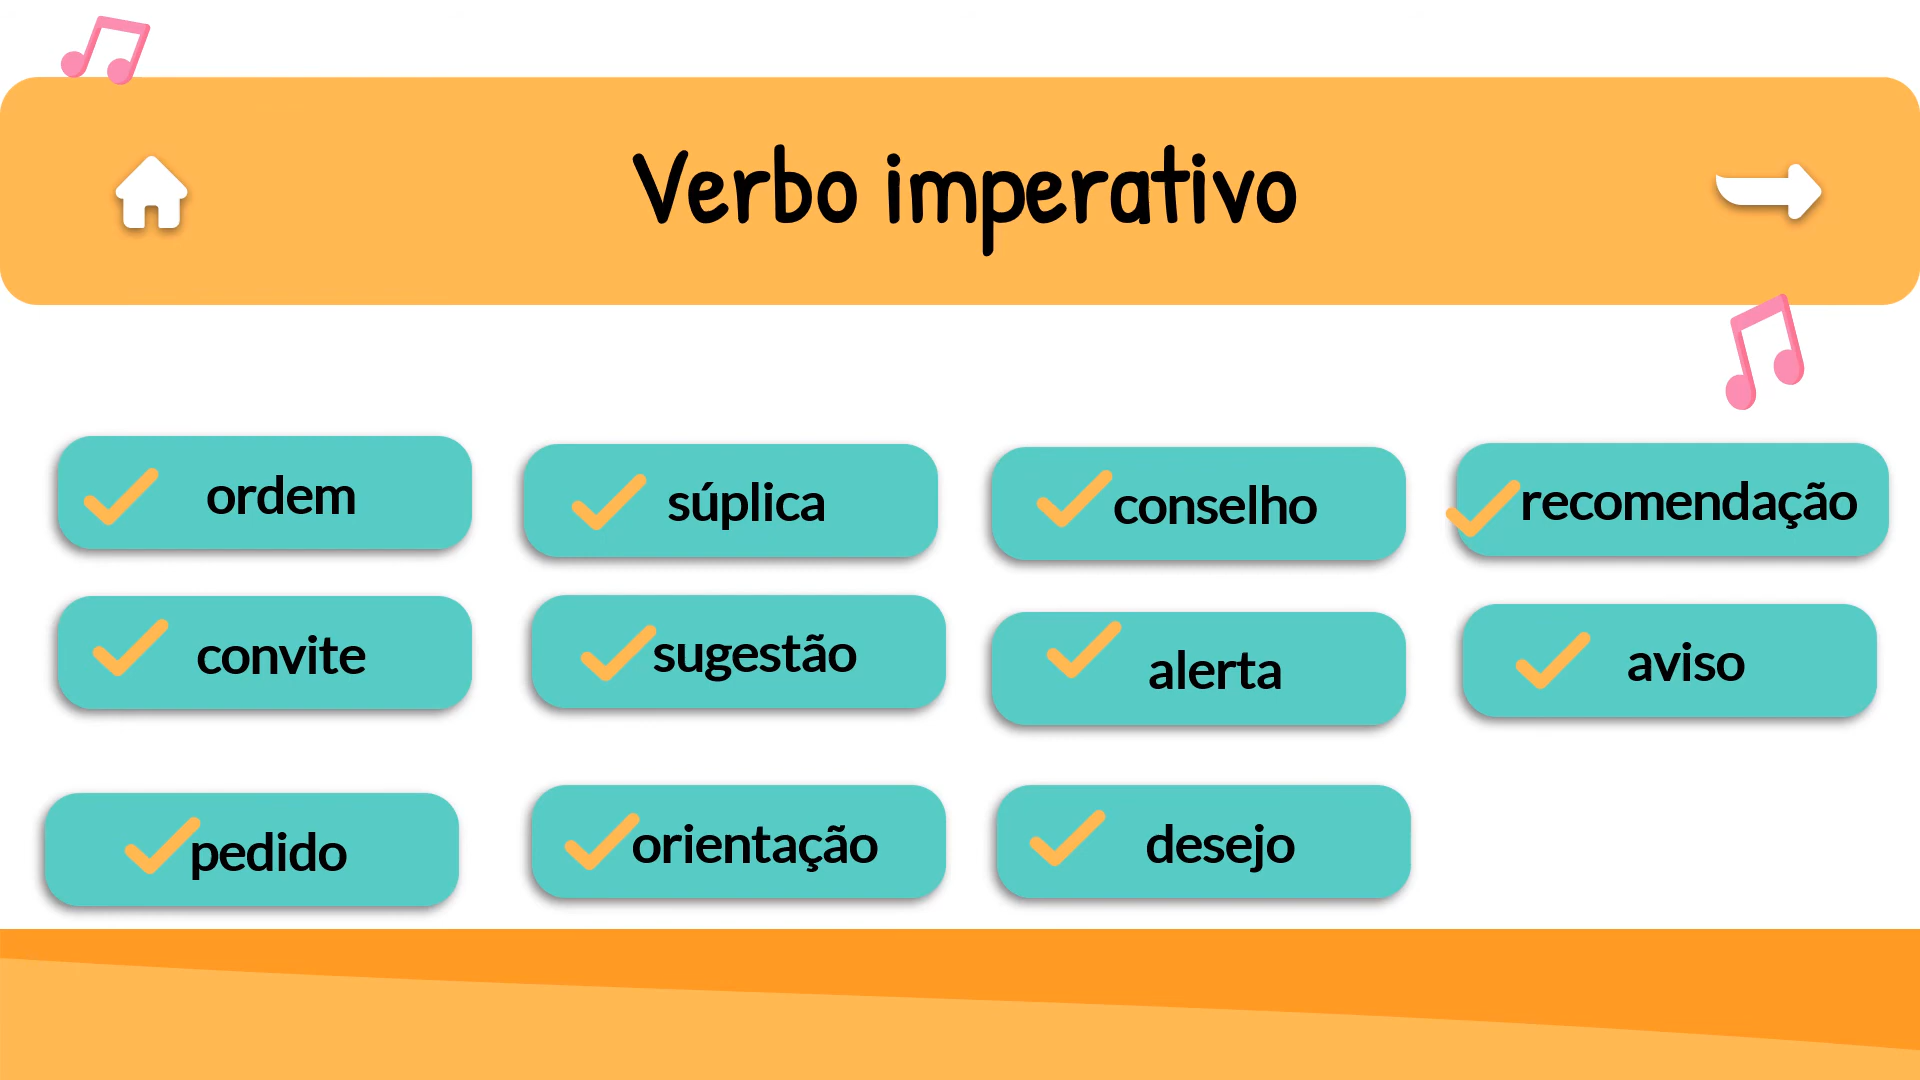 Verbo imperativo
ordem
súplica
conselho
recomendação
convite
sugestão
alerta
aviso
pedido
orientação
desejo